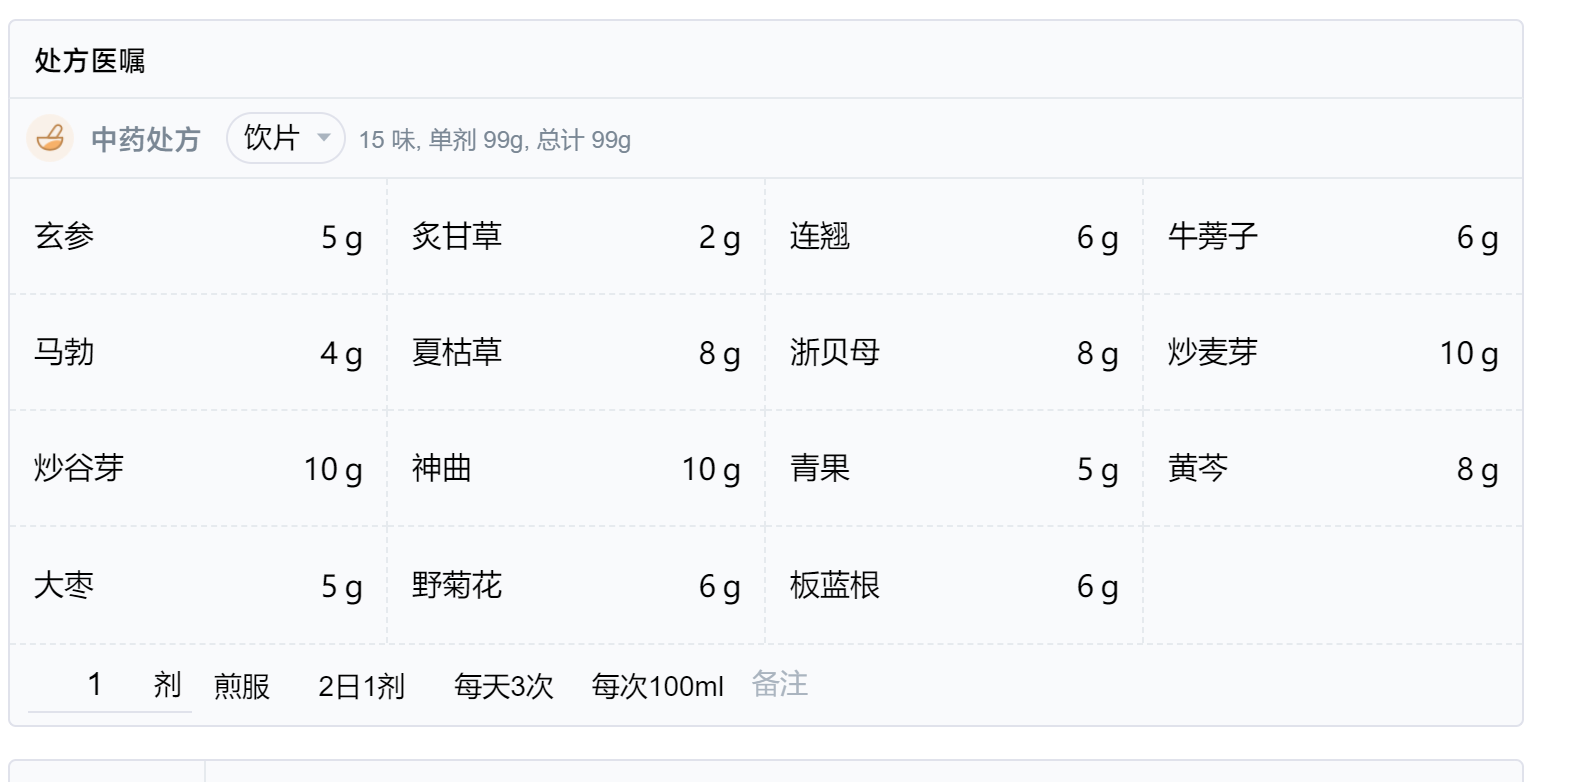 处方医嘱
中药处方 饮片 15 味, 单剂 99g, 总计 99g
玄参 5 g 炙甘草 2 g 连翘 6 g 牛蒡子 6 g
马勃 4 g 夏枯草 8 g 浙贝母 8 g 炒麦芽 10 g
炒谷芽 10 g 神曲 10 g 青果 5 g 黄芩 8 g
大枣 5 g 野菊花 6 g 板蓝根 6 g
1 剂 煎服 2日1剂 每天3次 每次100ml 备注